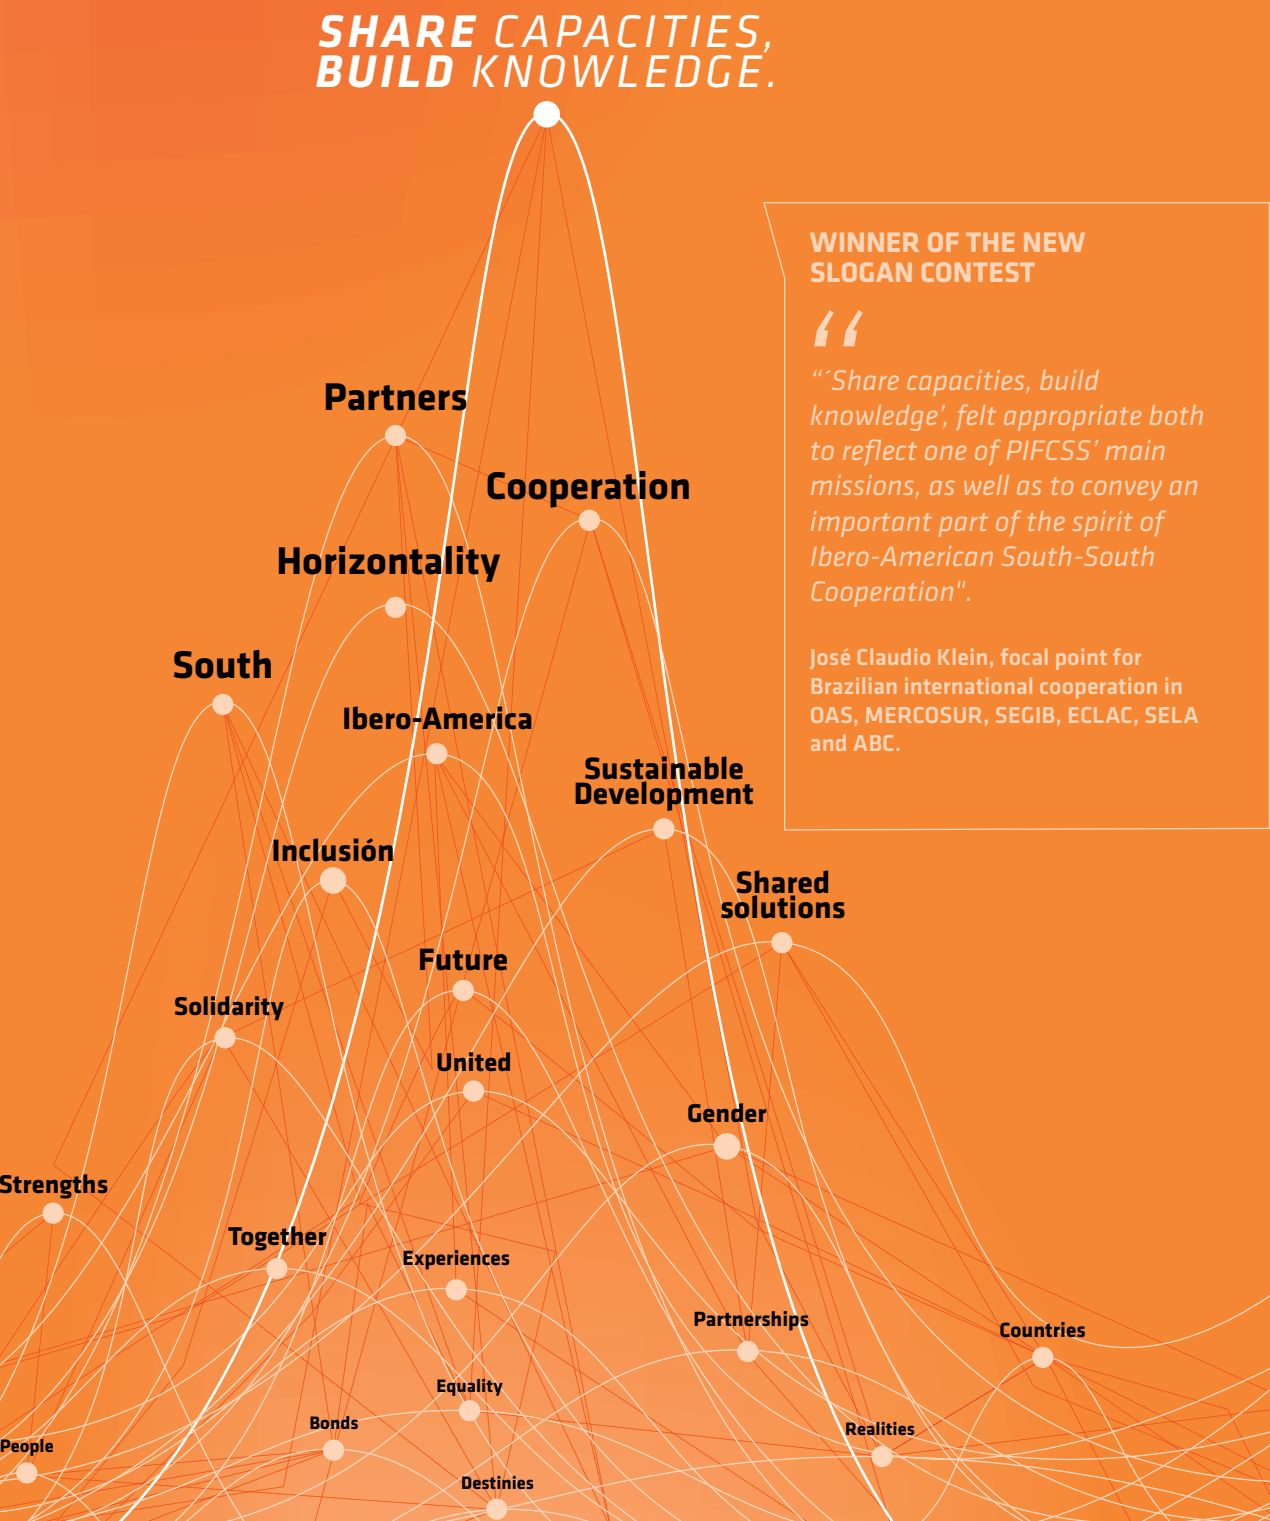 SHARE CAPACITIES,
BUILD KNOWLEDGE.
WINNER OF THE NEW
SLOGAN CONTEST
“
“´Share capacities, build
knowledge’, felt appropriate both
to reflect one of PIFCSS’ main
missions, as well as to convey an
important part of the spirit of
Ibero-American South-South
Cooperation".
José Claudio Klein, focal point for
Brazilian international cooperation in
OAS, MERCOSUR, SEGIB, ECLAC, SELA
and ABC.
Partners
Cooperation
Horizontality
South
Ibero-America
Sustainable
Development
Inclusión
Shared
solutions
Future
Solidarity
United
Gender
Strengths
Together
Experiences
Partnerships
Countries
Equality
Bonds
Realities
People
Destinies